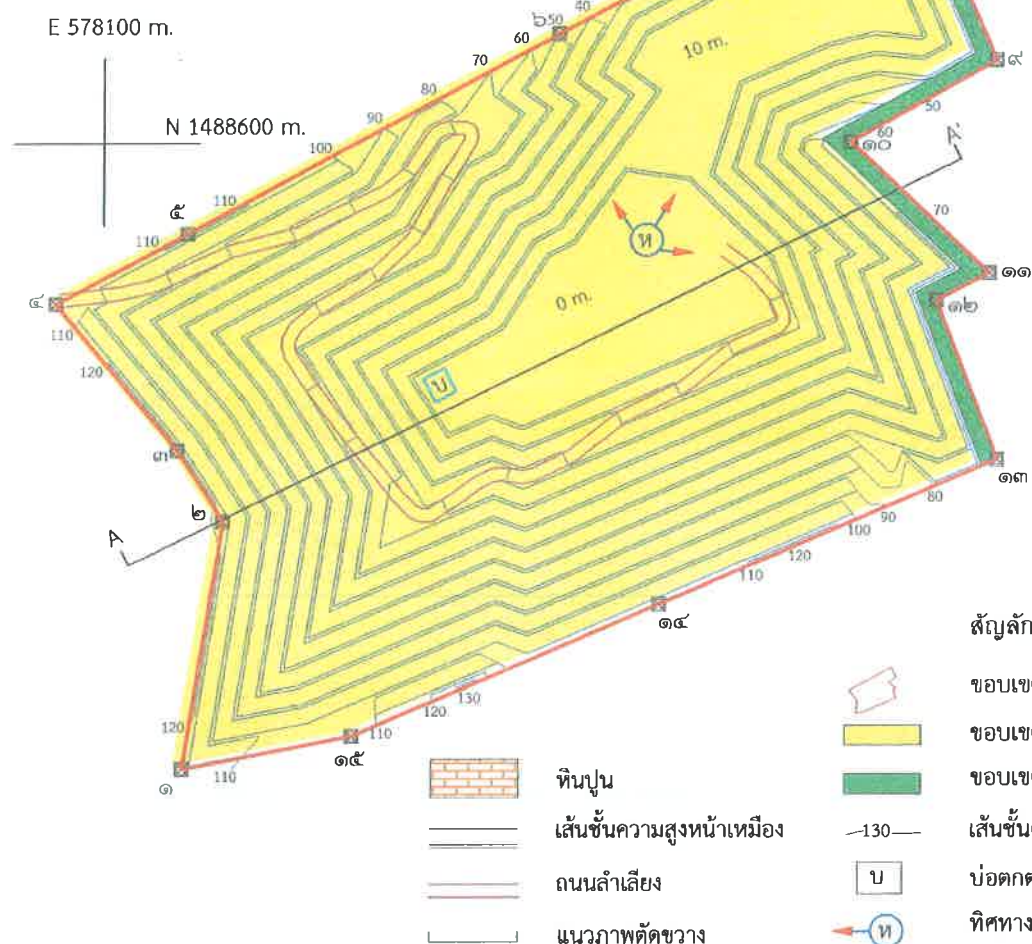 E 578100 m.
N 1488600 m.
๖
50
40
60
70
80
90
100
110
๕
110
๔
110
120
๓
๒
A
120
๑
110
๑๕
110
120
130
๑๔
110
120
100
90
80
๑๓
๑๒
๑๑
70
A'
60
๑๐
50
๙
10 m.
ห
0 m.
บ
หินปูน
เส้นชั้นความสูงหน้าเหมือง
ถนนลำเลียง
แนวภาพตัดขวาง
สัญลัก
ขอบเข
ขอบเข
ขอบเข
130
เส้นชั้น
บ
บ่อตก
ห
ทิศทาง